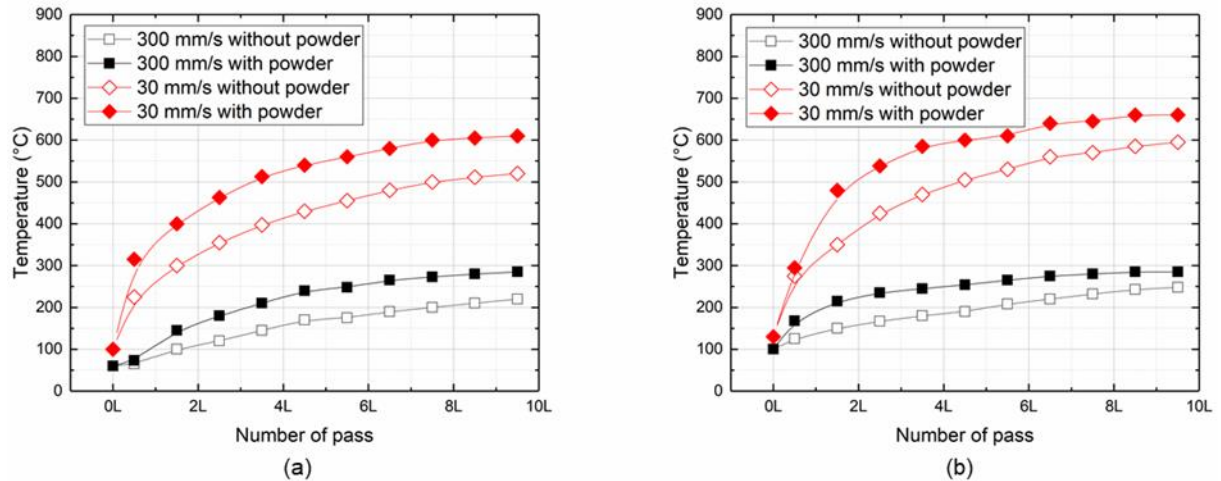 900
800
700
600
500
400
300
200
100
0
Temperature (°C)
300 mm/s without powder
300 mm/s with powder
30 mm/s without powder
30 mm/s with powder
0L 2L 4L 6L 8L 10L
Number of pass
(a)
900
800
700
600
500
400
300
200
100
0
Temperature (°C)
300 mm/s without powder
300 mm/s with powder
30 mm/s without powder
30 mm/s with powder
0L 2L 4L 6L 8L 10L
Number of pass
(b)